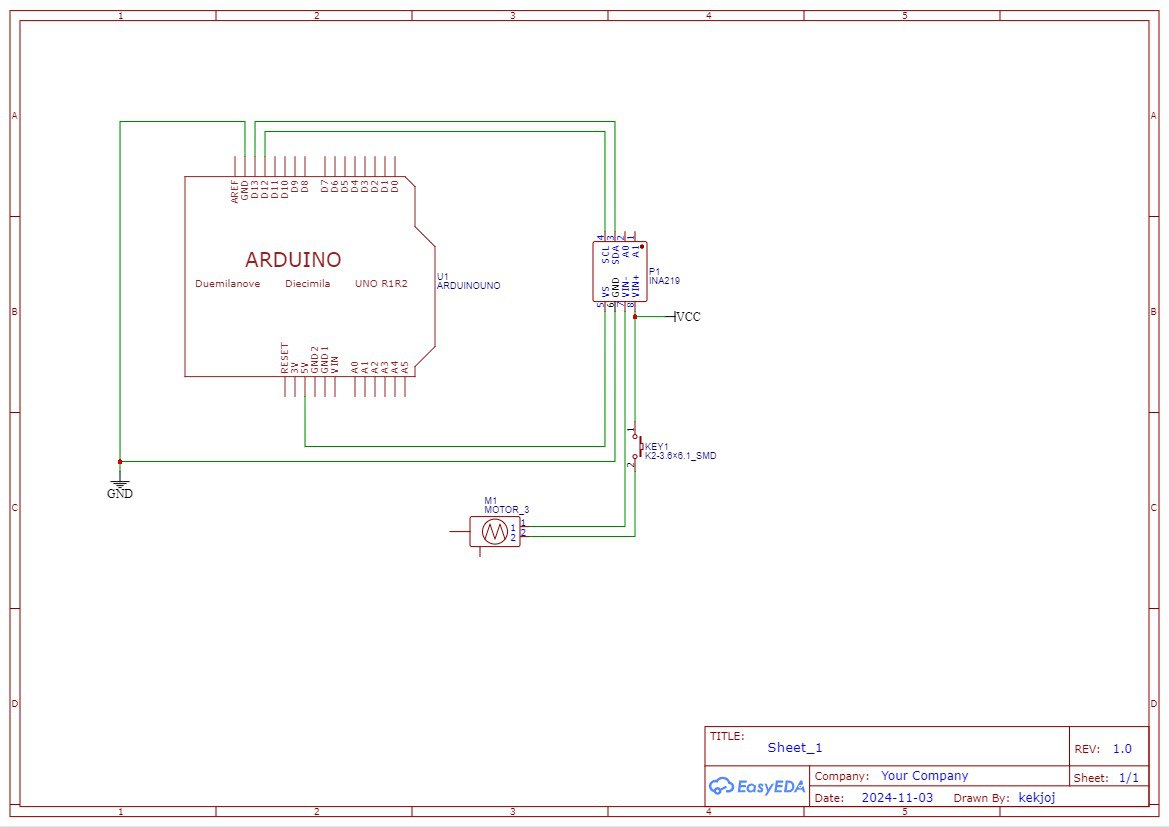 1 2 3 4 5
A A
AREF GND D13 D12 D11 D10 D9 D8 D7 D6 D5 D4 D3 D2 D1 D0
4 3 2 1
SCL SDA A0 A1
ARDUINO
Duemilanove Diecimila UNO R1R2
U1
ARDUINOUNO
P1
INA219
VS GND VIN- VIN+
5 6 7 8
B B
VCC
RESET 3V 5V GND2 GND1 VIN A0 A1 A2 A3 A4 A5
1
KEY1
K2-3.6×6.1_SMD
2
GND
M1
MOTOR_3
C C
1 1
2 2
D D
TITLE:
Sheet_1
REV: 1.0
EasyEDA
Company: Your Company
Sheet: 1/1
Date: 2024-11-03 Drawn By: kekjoj
1 2 3 4 5